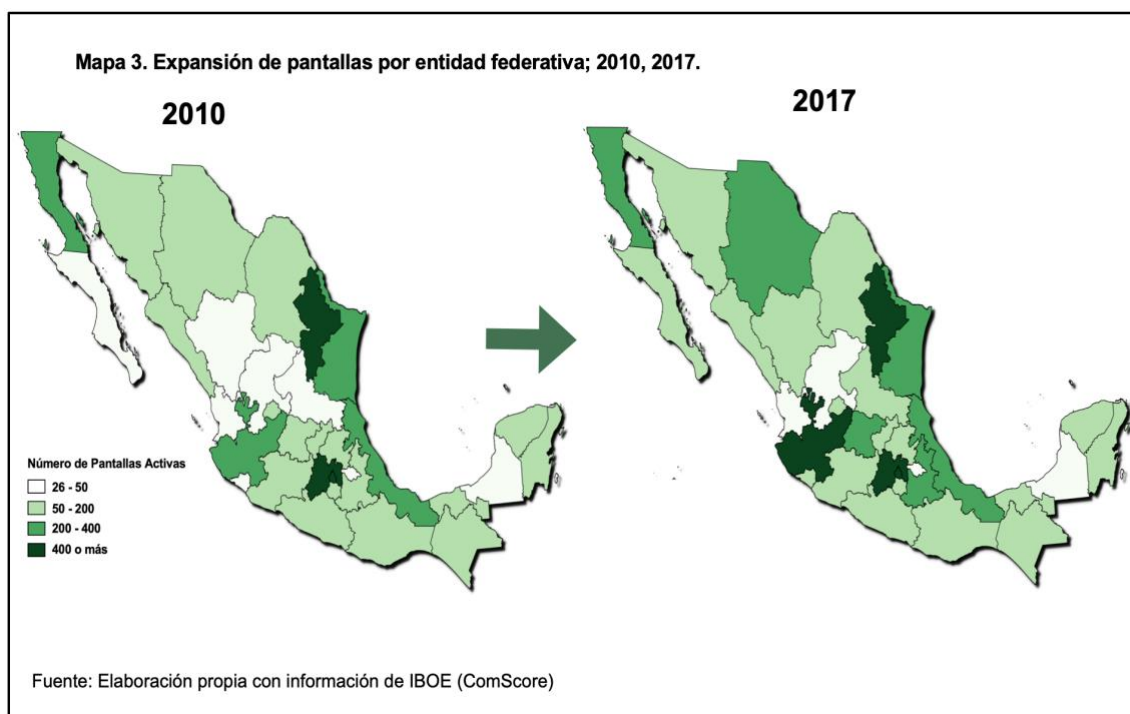 Mapa 3. Expansión de pantallas por entidad federativa; 2010, 2017.
2010
2017
Número de Pantallas Activas
26 - 50
50 - 200
200 - 400
400 o más
Fuente: Elaboración propia con información de IBOE (ComScore)